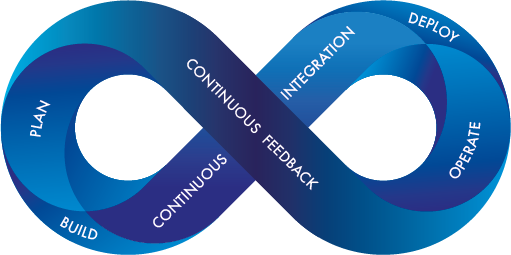 PLAN
BUILD
CONTINUOUS INTEGRATION
DEPLOY
OPERATE
CONTINUOUS FEEDBACK